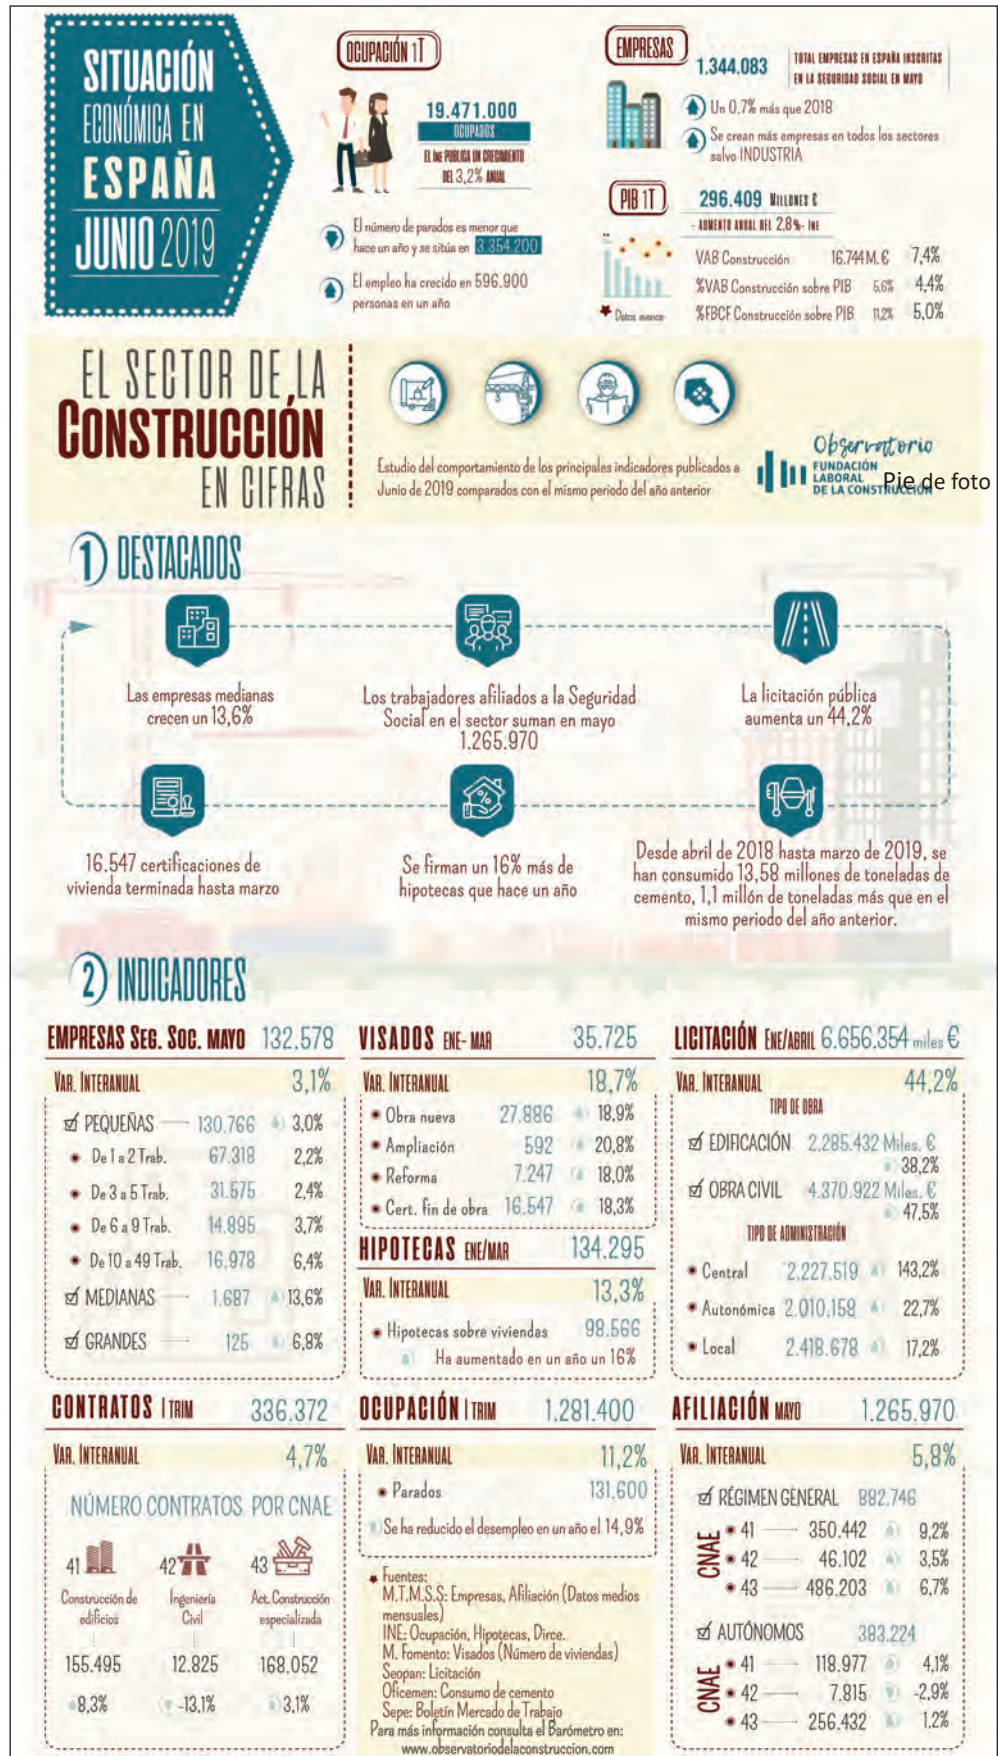 SITUACIÓN
ECONÓMICA EN
ESPAÑA
JUNIO 2019
OCUPACIÓN 1T
19.471.000
OCUPADOS
EL INE PUBLICA UN CRECIMIENTO
DEL 3,2% ANUAL
El número de parados es menor que
hace un año y se sitúa en 3.354.200
El empleo ha crecido en 596.900
personas en un año
EMPRESAS
1.344.083
TOTAL EMPRESAS EN ESPAÑA INSCRITAS
EN LA SEGURIDAD SOCIAL EN MAYO
Un 0.7% más que 2018
Se crean más empresas en todos los sectores
salvo INDUSTRIA
PIB 1T
296.409 MILLONES €
- AUMENTO ANUAL DEL 2,8%- INE
VAB Construcción 16.744 M. € 7,4%
%VAB Construcción sobre PIB 5,6% 4,4%
%FBCF Construcción sobre PIB 11,2% 5,0%
Datos avance
EL SECTOR DE LA
CONSTRUCCIÓN
EN CIFRAS
Estudio del comportamiento de los principales indicadores publicados a
Junio de 2019 comparados con el mismo periodo del año anterior
Observatorio
FUNDACIÓN
LABORAL
DE LA CONSTRUCCIÓN
Pie de foto
1 DESTACADOS
Las empresas medianas
crecen un 13,6%
Los trabajadores afiliados a la Seguridad
Social en el sector suman en mayo
1.265.970
La licitación pública
aumenta un 44,2%
16.547 certificaciones de
vivienda terminada hasta marzo
Se firman un 16% más de
hipotecas que hace un año
Desde abril de 2018 hasta marzo de 2019, se
han consumido 13,58 millones de toneladas de
cemento, 1,1 millón de toneladas más que en el
mismo periodo del año anterior.
2 INDICADORES
EMPRESAS SEG. SOC. MAYO 132.578
VAR. INTERANUAL 3,1%
PEQUEÑAS 130.766 3,0%
De 1 a 2 Trab. 67.318 2,2%
De 3 a 5 Trab. 31.575 2,4%
De 6 a 9 Trab. 14.895 3,7%
De 10 a 49 Trab. 16.978 6,4%
MEDIANAS 1.687 13,6%
GRANDES 125 6,8%
VISADOS ENE- MAR 35.725
VAR. INTERANUAL 18,7%
Obra nueva 27.886 18,9%
Ampliación 592 20,8%
Reforma 7.247 18,0%
Cert. fin de obra 16.547 18,3%
HIPOTECAS ENE/MAR 134.295
VAR. INTERANUAL 13,3%
Hipotecas sobre viviendas 98.566
Ha aumentado en un año un 16%
LICITACIÓN ENE/ABRIL 6.656.354 miles €
VAR. INTERANUAL 44,2%
TIPO DE OBRA
EDIFICACIÓN 2.285.432 Miles. €
38,2%
OBRA CIVIL 4.370.922 Miles. €
47,5%
TIPO DE ADMINISTRACIÓN
Central 2.227.519 143,2%
Autonómica 2.010.158 22,7%
Local 2.418.678 17,2%
CONTRATOS I TRIM 336.372
VAR. INTERANUAL 4,7%
NÚMERO CONTRATOS POR CNAE
41 42 43
Construcción de
edificios
Ingeniería
Civil
Act. Construcción
especializada
155.495 12.825 168.052
8,3% -13,1% 3,1%
OCUPACIÓN I TRIM 1.281.400
VAR. INTERANUAL 11,2%
Parados 131.600
Se ha reducido el desempleo en un año el 14,9%
Fuentes:
M.T.M.S.S: Empresas, Afiliación (Datos medios
mensuales)
INE: Ocupación, Hipotecas, Dirce.
M. Fomento: Visados (Número de viviendas)
Seopan: Licitación
Oficemen: Consumo de cemento
Sepe: Boletín Mercado de Trabajo
Para más información consulta el Barómetro en:
www.observatoriodelaconstruccion.com
AFILIACIÓN MAYO 1.265.970
VAR. INTERANUAL 5,8%
RÉGIMEN GENERAL 882.746
CNAE
41 350.442 9,2%
42 46.102 3,5%
43 486.203 6,7%
AUTÓNOMOS 383.224
CNAE
41 118.977 4,1%
42 7.815 -2,9%
43 256.432 1,2%